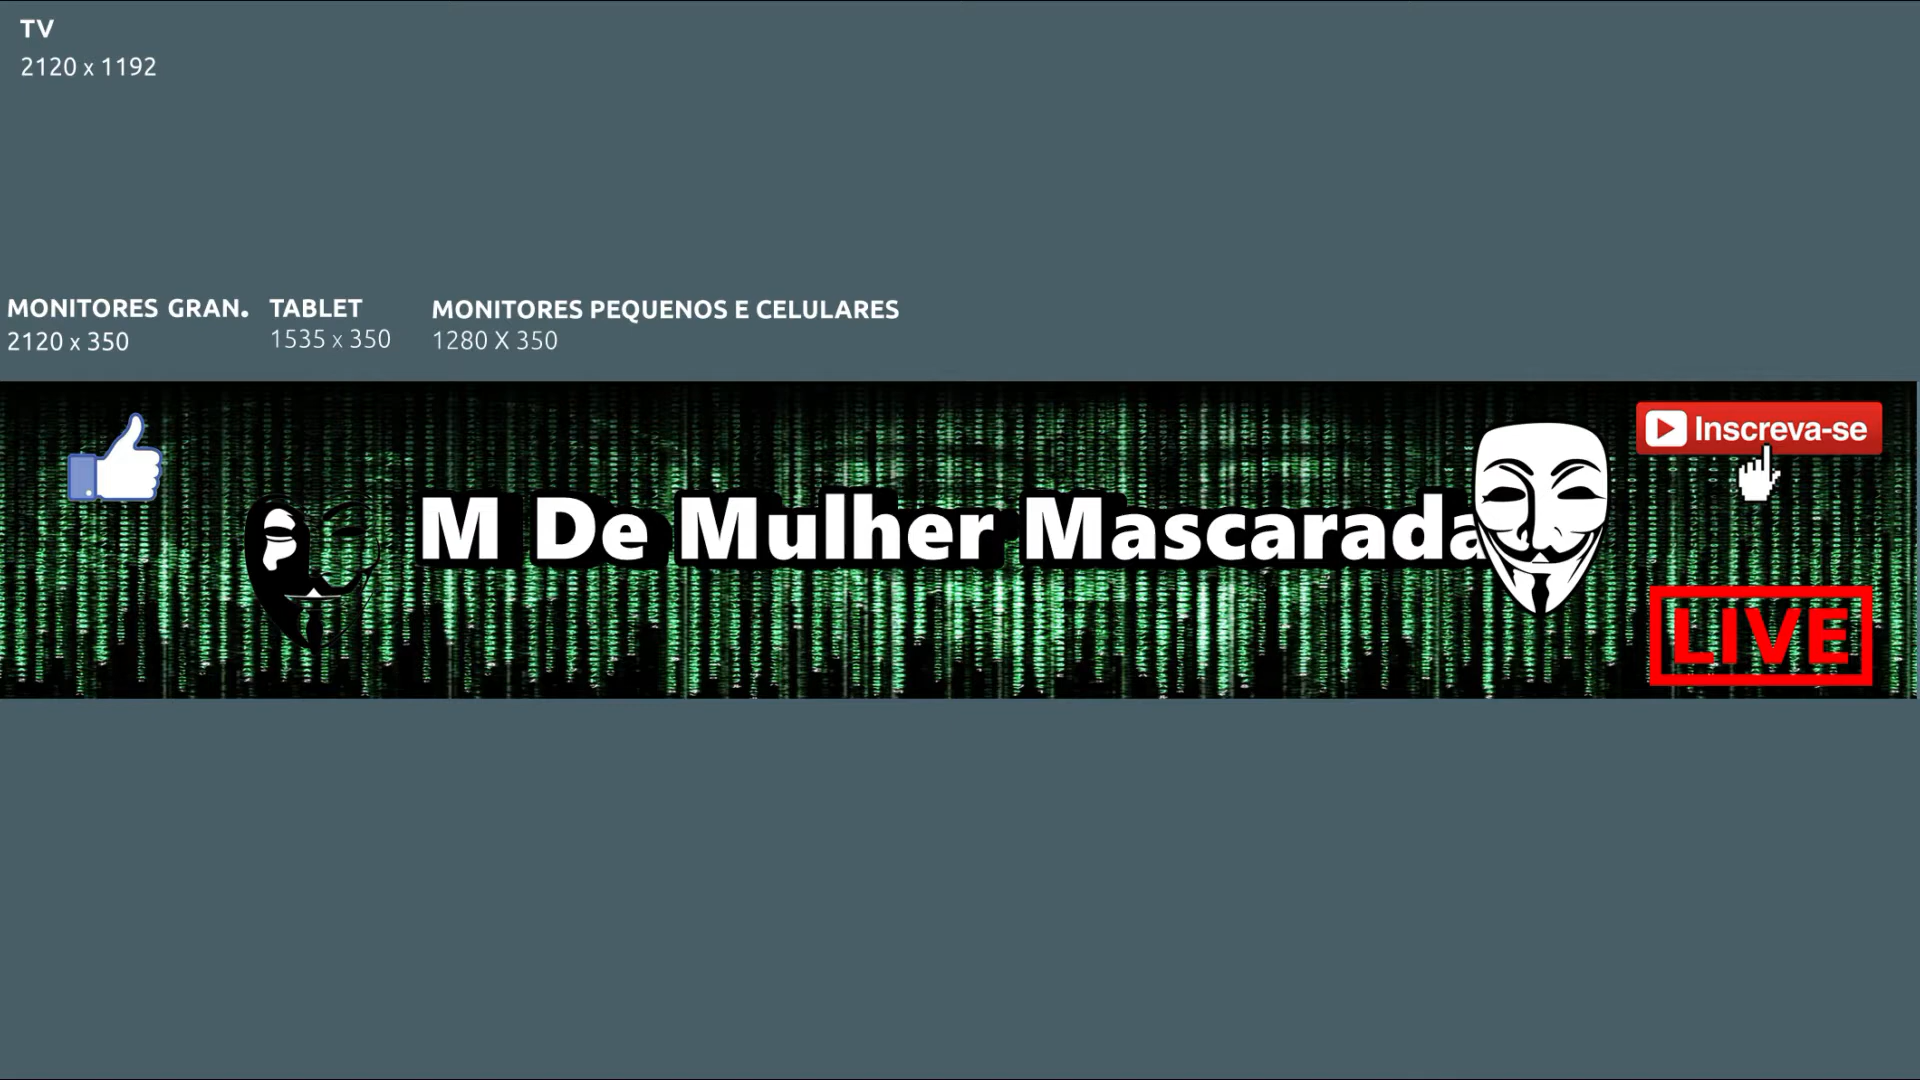 TV
2120 x 1192
MONITORES GRAN.
2120 x 350
TABLET
1535 x 350
MONITORES PEQUENOS E CELULARES
1280 X 350
Inscreva-se
M De Mulher Mascarada
LIVE